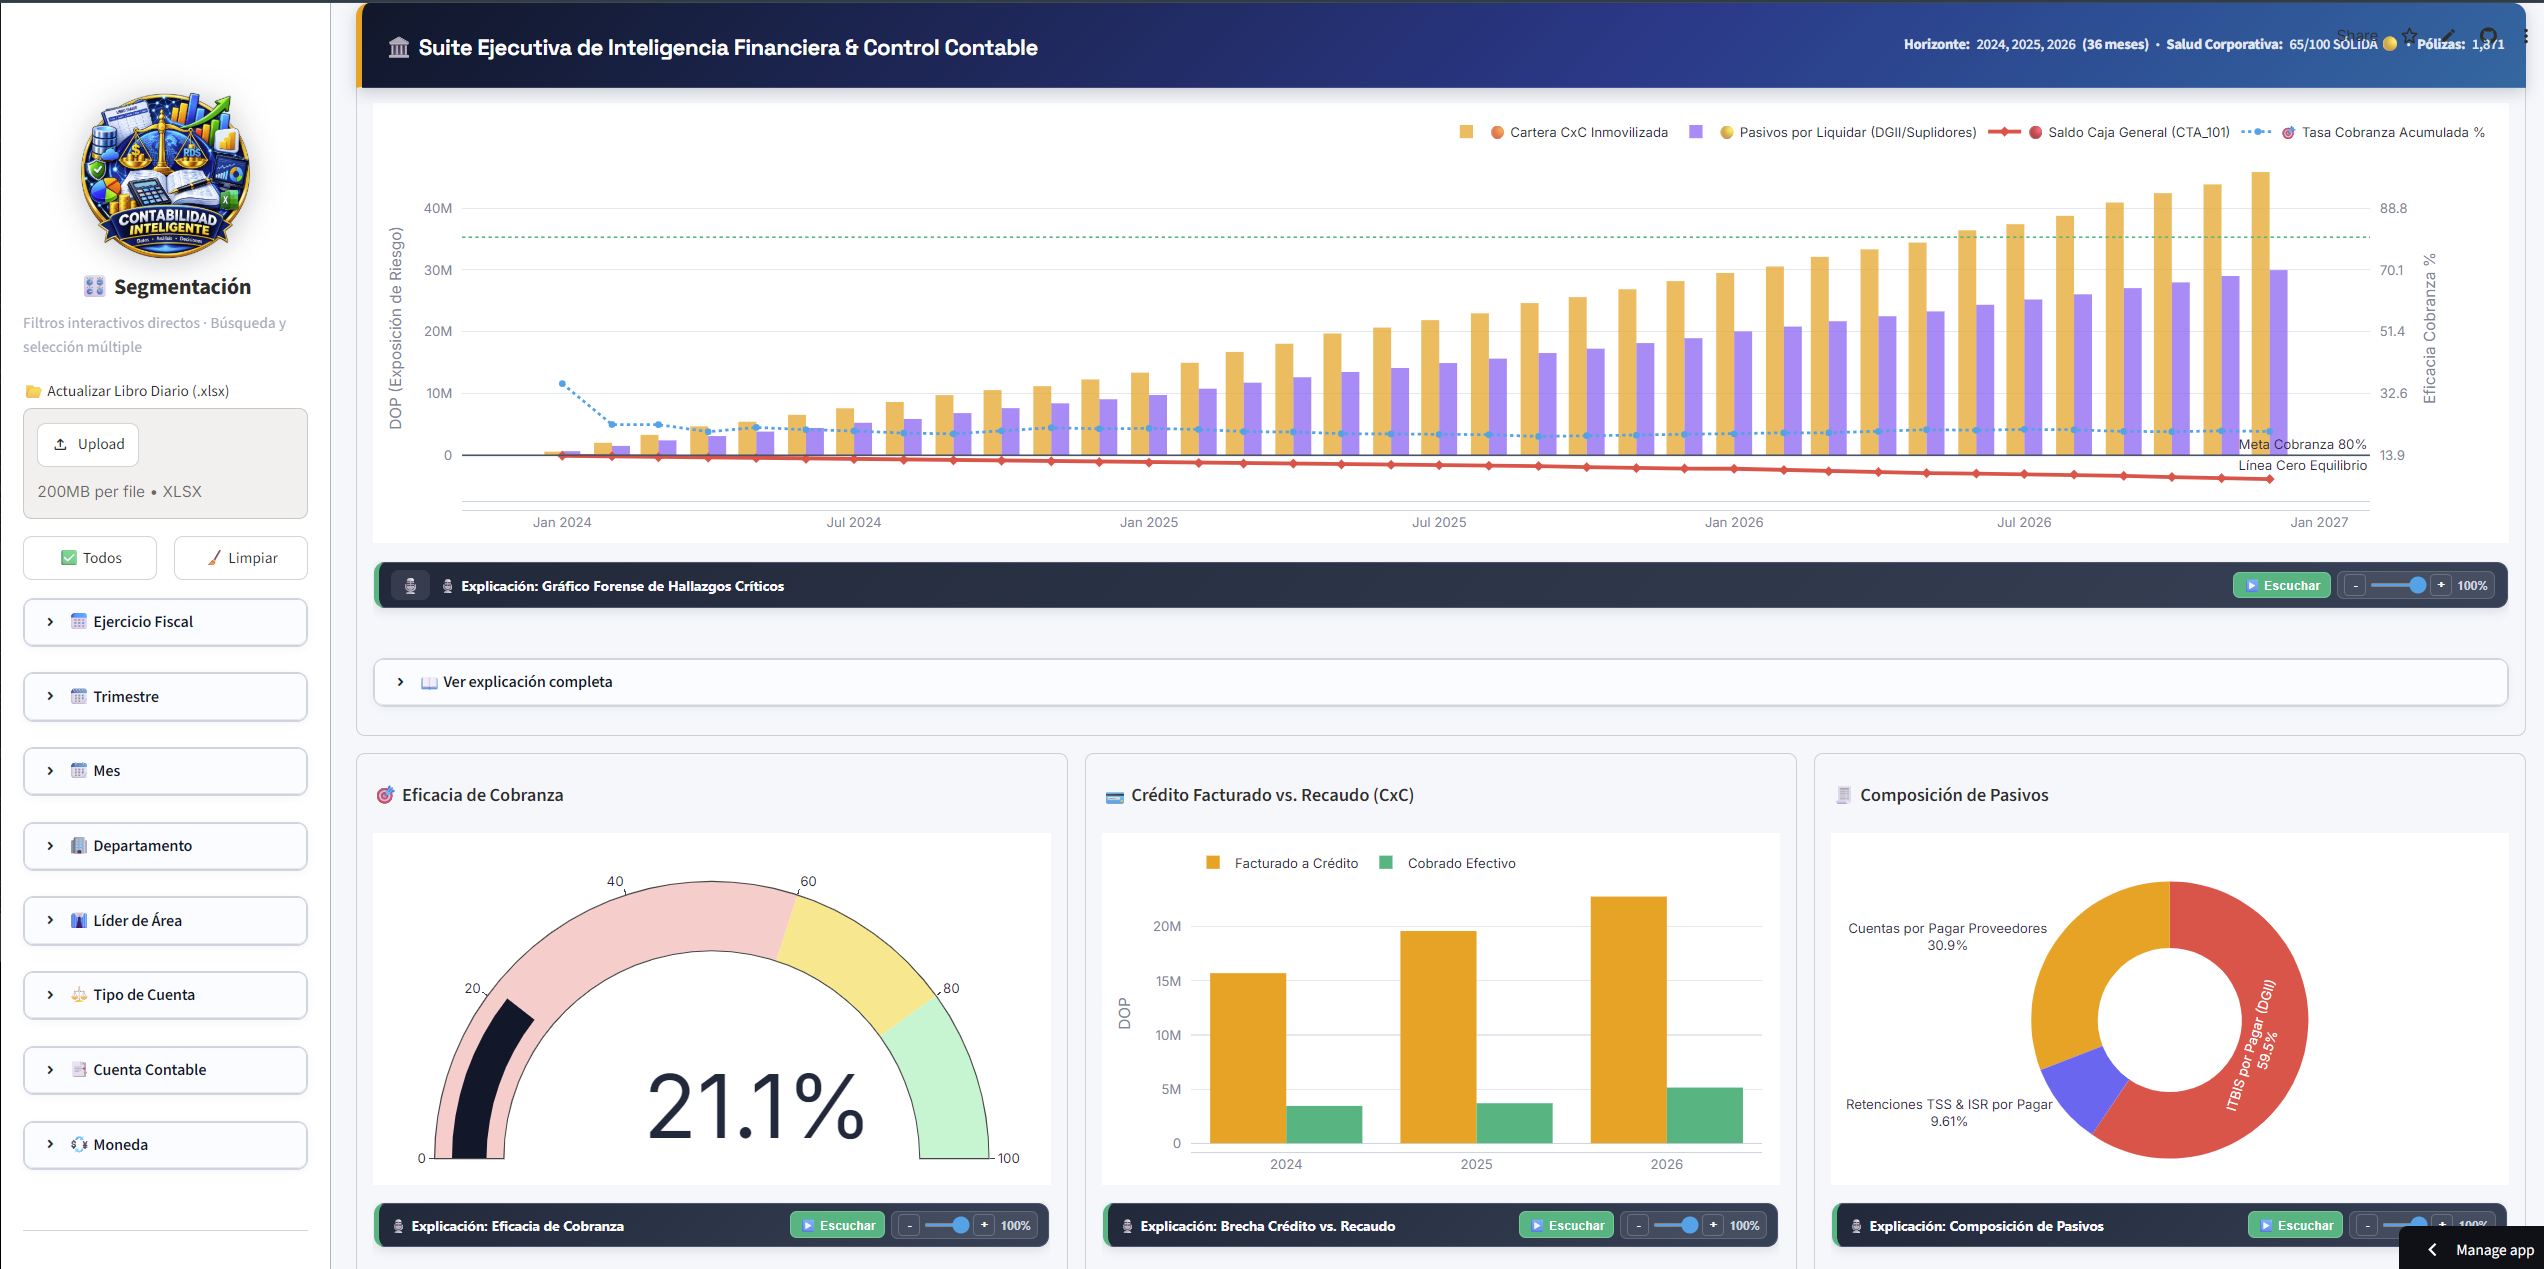 Suite Ejecutiva de Inteligencia Financiera & Control Contable
Horizonte: 2024, 2025, 2026 (36 meses) • Salud Corporativa: 65/100 SÓLIDA • Pólizas: 1,871
Share
CONTABILIDAD
INTELIGENTE
Datos • Análisis • Decisiones
Segmentación
Filtros interactivos directos · Búsqueda y
selección múltiple
Actualizar Libro Diario (.xlsx)
Upload
200MB per file • XLSX
Todos
Limpiar
Ejercicio Fiscal
Trimestre
Mes
Departamento
Líder de Área
Tipo de Cuenta
Cuenta Contable
Moneda
Cartera CxC Inmovilizada
Pasivos por Liquidar (DGII/Suplidores)
Saldo Caja General (CTA_101)
Tasa Cobranza Acumulada %
DOP (Exposición de Riesgo)
40M
30M
20M
10M
0
88.8
70.1
51.4
32.6
13.9
Eficacia Cobranza %
Meta Cobranza 80%
Línea Cero Equilibrio
Jan 2024
Jul 2024
Jan 2025
Jul 2025
Jan 2026
Jul 2026
Jan 2027
Explicación: Gráfico Forense de Hallazgos Críticos
Escuchar
- + 100%
Ver explicación completa
Eficacia de Cobranza
0
20
40
60
80
100
21.1%
Explicación: Eficacia de Cobranza
Escuchar
- + 100%
Crédito Facturado vs. Recaudo (CxC)
Facturado a Crédito
Cobrado Efectivo
DOP
20M
15M
10M
5M
0
2024
2025
2026
Explicación: Brecha Crédito vs. Recaudo
Escuchar
- + 100%
Composición de Pasivos
Cuentas por Pagar Proveedores
30.9%
Retenciones TSS & ISR por Pagar
9.61%
ITBIS por Pagar (DGII)
59.5%
Explicación: Composición de Pasivos
Escuchar
- + 100%
Manage app